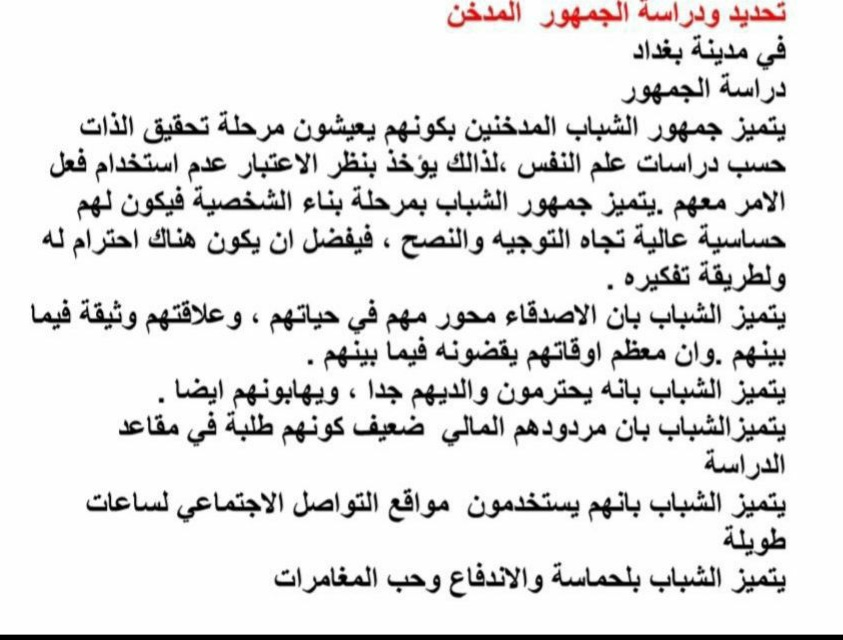 تحديد ودراسة الجمهور المدخن
في مدينة بغداد
دراسة الجمهور
يتميز جمهور الشباب المدخنين بكونهم يعيشون مرحلة تحقيق الذات
حسب دراسات علم النفس ،لذالك يؤخذ بنظر الاعتبار عدم استخدام فعل
الامر معهم .يتميز جمهور الشباب بمرحلة بناء الشخصية فيكون لهم
حساسية عالية تجاه التوجيه والنصح ، فيفضل ان يكون هناك احترام له
ولطريقة تفكيره .
يتميز الشباب بان الاصدقاء محور مهم في حياتهم ، وعلاقتهم وثيقة فيما
بينهم .وان معظم اوقاتهم يقضونه فيما بينهم .
يتميز الشباب بانه يحترمون والديهم جدا ، ويهابونهم ايضا .
يتميزالشباب بان مردودهم المالي ضعيف كونهم طلبة في مقاعد
الدراسة
يتميز الشباب بانهم يستخدمون مواقع التواصل الاجتماعي لساعات
طويلة
يتميز الشباب بلحماسة والاندفاع وحب المغامرات